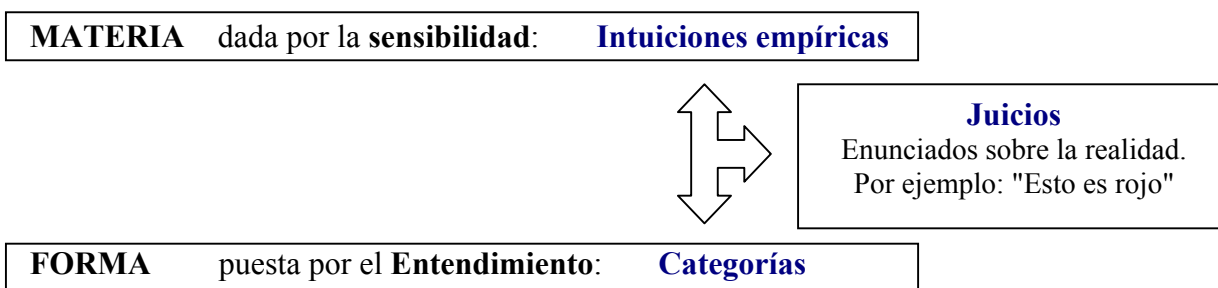 MATERIA dada por la sensibilidad: Intuiciones empíricas
Juicios
Enunciados sobre la realidad.
Por ejemplo: "Esto es rojo"
FORMA puesta por el Entendimiento: Categorías